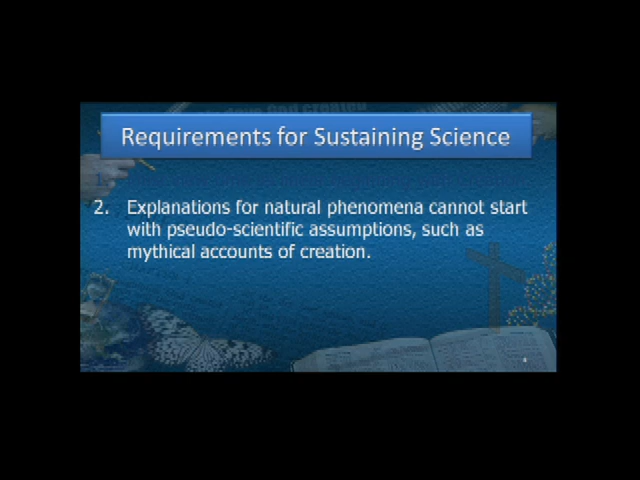 Requirements for Sustaining Science
1.
2. Explanations for natural phenomena cannot start
with pseudo-scientific assumptions, such as
mythical accounts of creation.